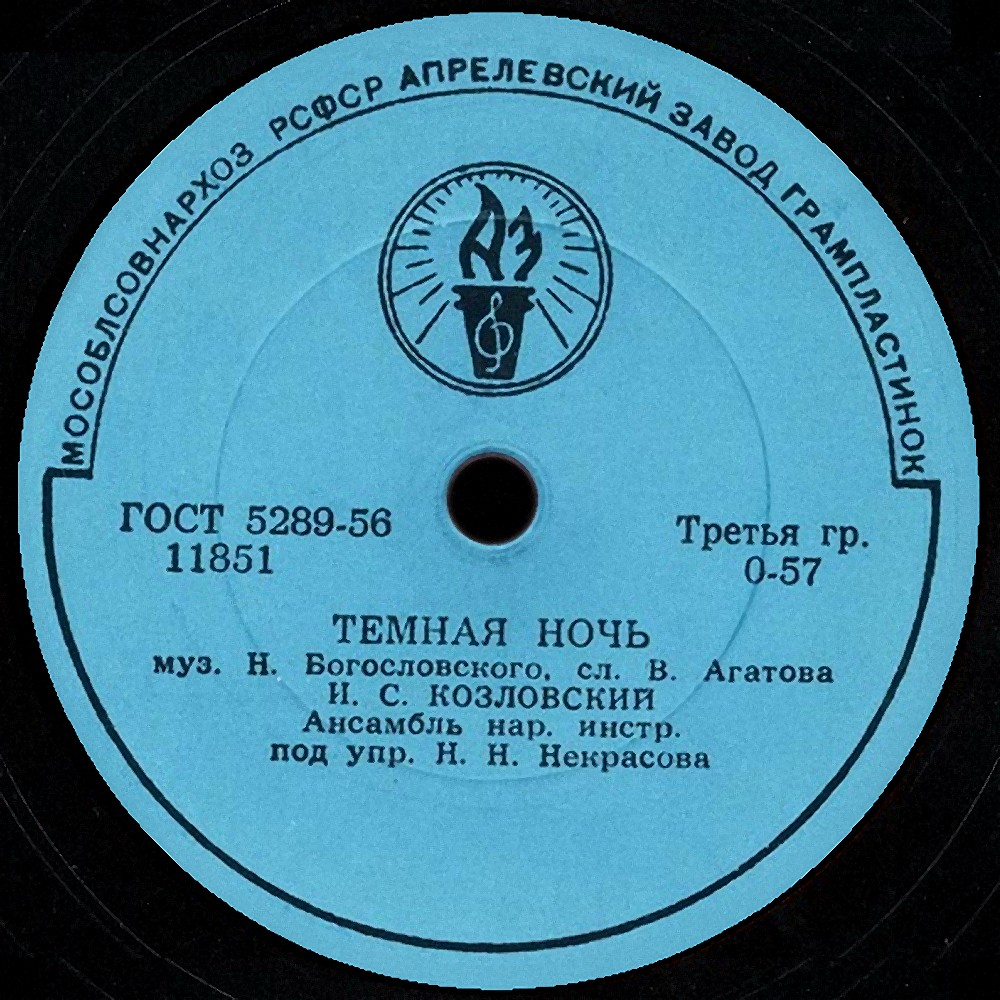 МОСОБЛСОВНАРХОЗ РСФСР АПРЕЛЕВСКИЙ ЗАВОД ГРАМПЛАСТИНОК
АЗ
ГОСТ 5289-56
11851
Третья гр.
0-57
ТЕМНАЯ НОЧЬ
муз. Н. Богословского, сл. В. Агатова
И. С. КОЗЛОВСКИЙ
Ансамбль нар. инстр.
под упр. Н. Н. Некрасова